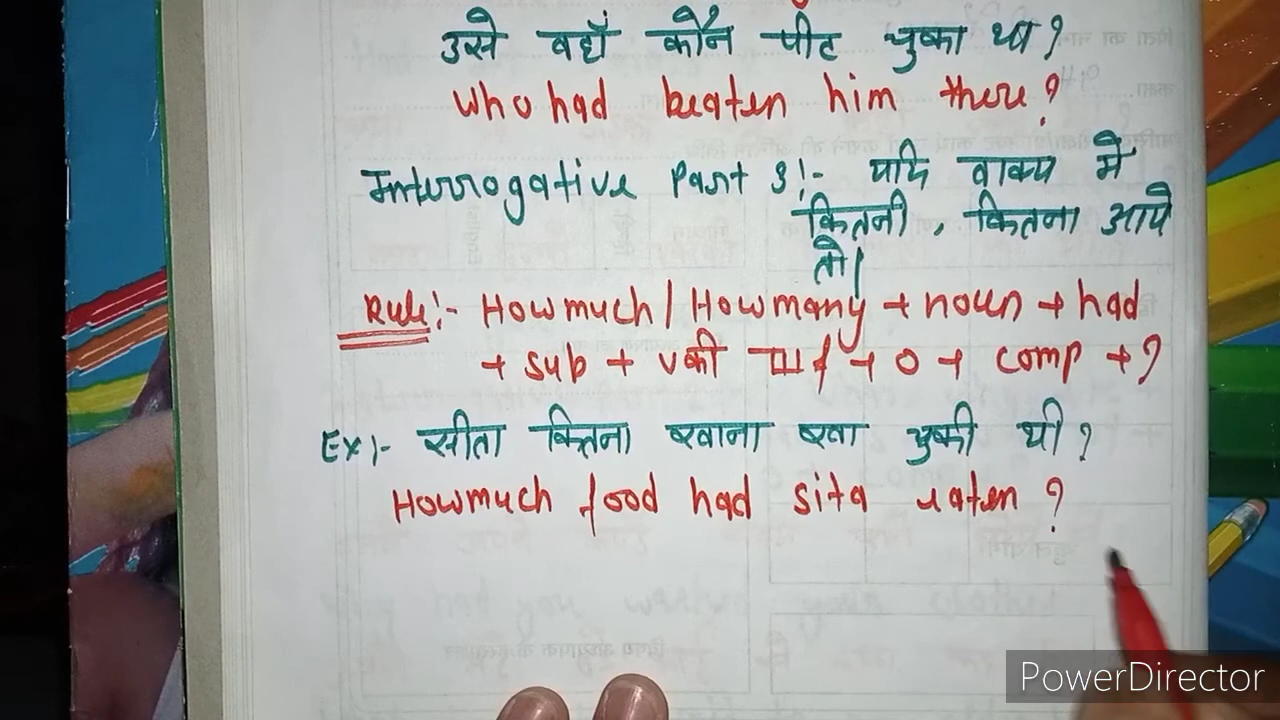 उसे वहाँ कौन पीट चुका था?
Who had beaten him there?
Interrogative Part 3!- यदि वाक्य में
कितनी, कितना आये
तो।
Rule!- Howmuch / Howmany + noun + had
+ sub + v की IIIrd + o + comp + ?
Ex!- सीता कितना खाना खा चुकी थी?
Howmuch food had sita eaten?
PowerDirector